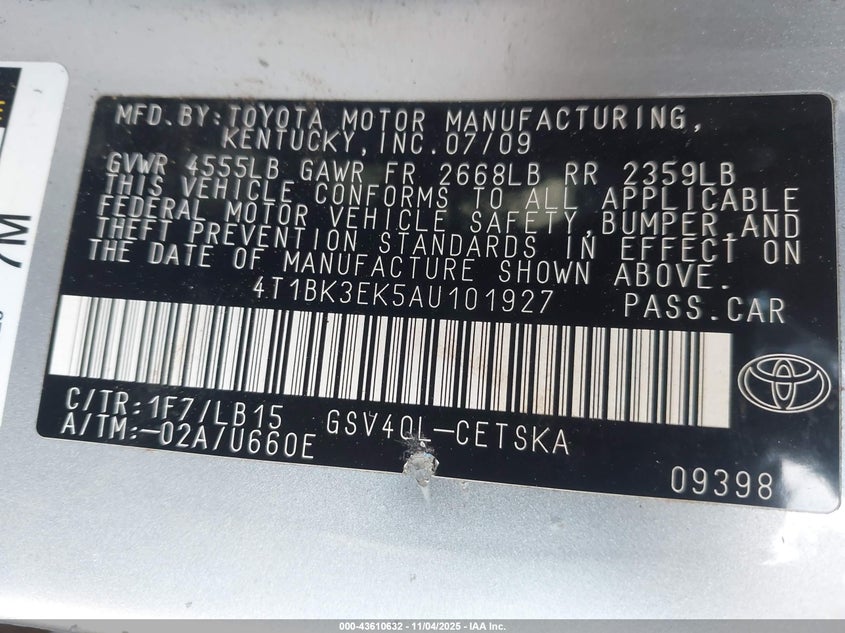 MFD.BY:TOYOTA MOTOR MANUFACTURING,
KENTUCKY, INC. 07/09
GVWR 4555LB GAWR FR 2668LB RR 2359LB
THIS VEHICLE CONFORMS TO ALL APPLICABLE
FEDERAL MOTOR VEHICLE SAFETY,BUMPER,AND
THEFT PREVENTION STANDARDS IN EFFECT ON
THE DATE OF MANUFACTURE SHOWN ABOVE.
4T1BK3EK5AU101927 PASS.CAR
C/TR:1F7/LB15 GSV40L-CETSKA
A/TM:-02A/U660E
09398
7M
000-43610632 - 11/04/2025 - IAA Inc.